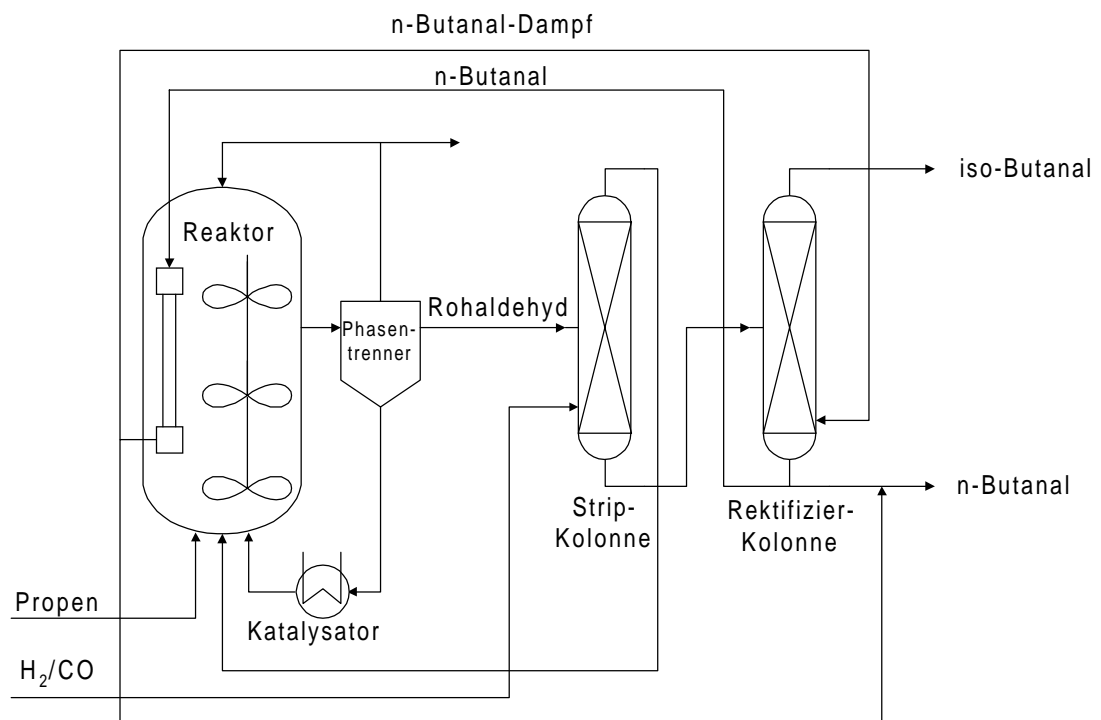 n-Butanal-Dampf
n-Butanal
iso-Butanal
Reaktor
Rohaldehyd
Phasen-
trenner
n-Butanal
Strip-
Kolonne
Rektifizier-
Kolonne
Propen
Katalysator
H₂/CO